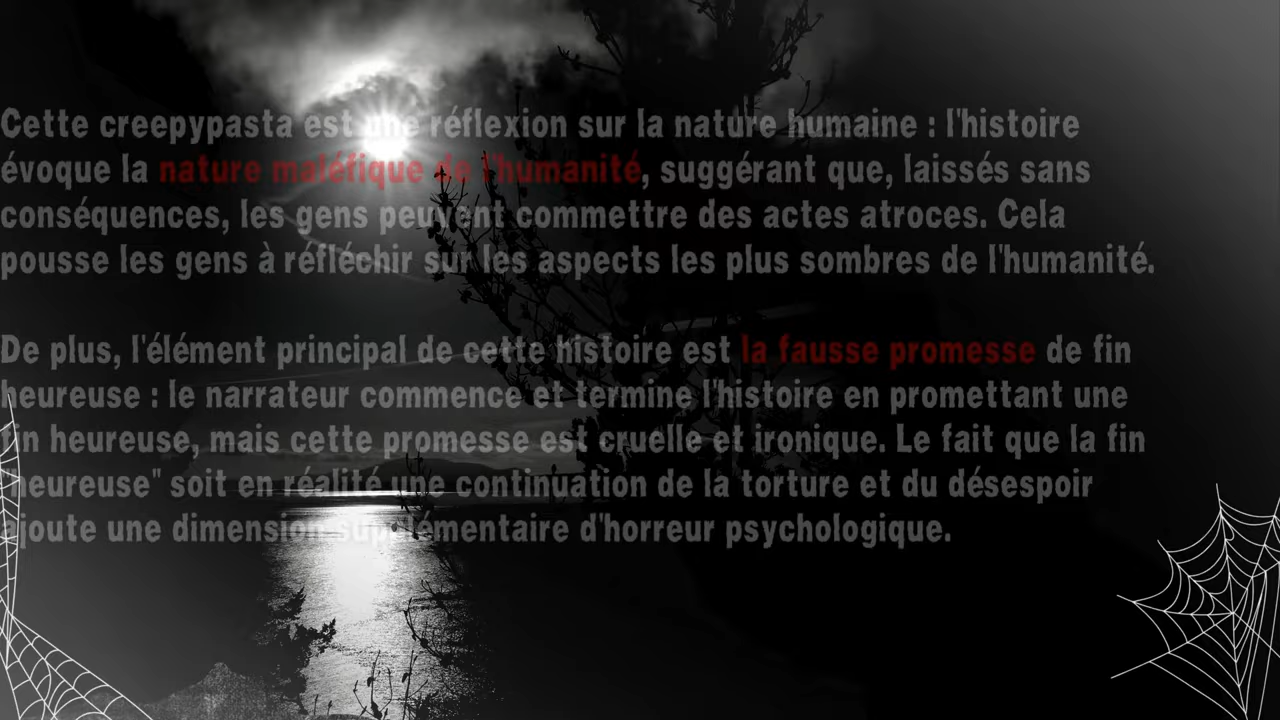 Cette creepypasta est une réflexion sur la nature humaine : l'histoire
évoque la nature maléfique de l'humanité, suggérant que, laissés sans
conséquences, les gens peuvent commettre des actes atroces. Cela
pousse les gens à réfléchir sur les aspects les plus sombres de l'humanité.
De plus, l'élément principal de cette histoire est la fausse promesse de fin
heureuse : le narrateur commence et termine l'histoire en promettant une
fin heureuse, mais cette promesse est cruelle et ironique. Le fait que la fin
heureuse" soit en réalité une continuation de la torture et du désespoir
ajoute une dimension supplémentaire d'horreur psychologique.